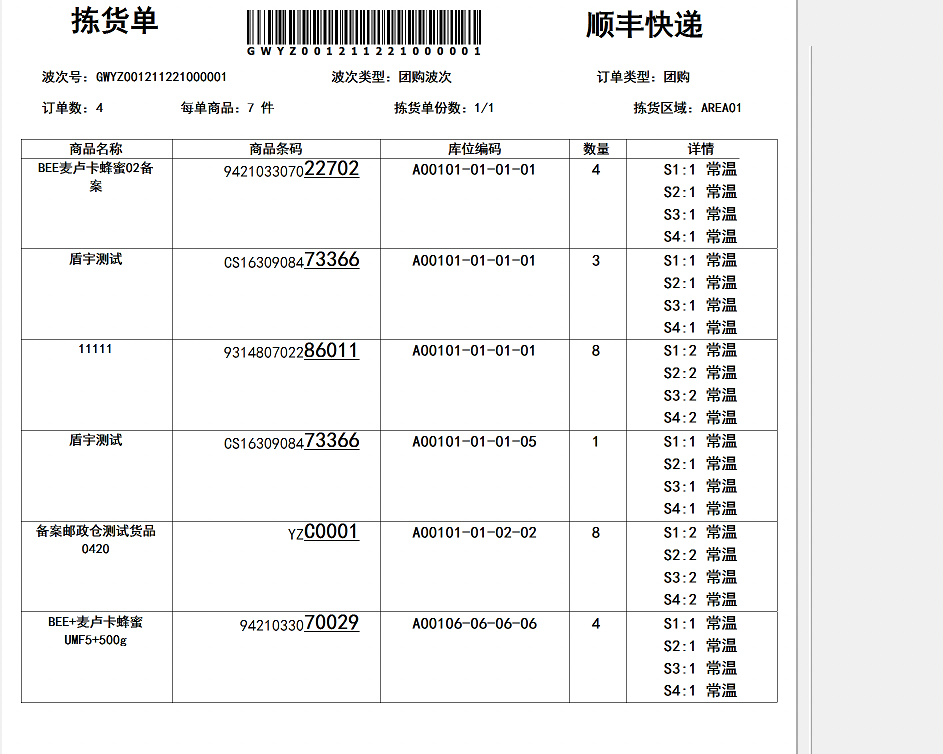 拣货单
顺丰快递
GWYZ001211221000001
波次号：GWYZ001211221000001 波次类型：团购波次 订单类型：团购
订单数：4 每单商品：7 件 拣货单份数：1/1 拣货区域：AREA01
商品名称 商品条码 库位编码 数量 详情
BEE麦卢卡蜂蜜02备案 942103307022702 A00101-01-01-01 4 S1:1 常温
S2:1 常温
S3:1 常温
S4:1 常温
盾宇测试 CS1630908473366 A00101-01-01-01 3 S1:1 常温
S2:1 常温
S3:1 常温
S4:1 常温
11111 931480702286011 A00101-01-01-01 8 S1:2 常温
S2:2 常温
S3:2 常温
S4:2 常温
盾宇测试 CS1630908473366 A00101-01-01-05 1 S1:1 常温
S2:1 常温
S3:1 常温
S4:1 常温
备案邮政仓测试货品0420 YZC0001 A00101-01-02-02 8 S1:2 常温
S2:2 常温
S3:2 常温
S4:2 常温
BEE+麦卢卡蜂蜜UMF5+500g 9421033070029 A00106-06-06-06 4 S1:1 常温
S2:1 常温
S3:1 常温
S4:1 常温